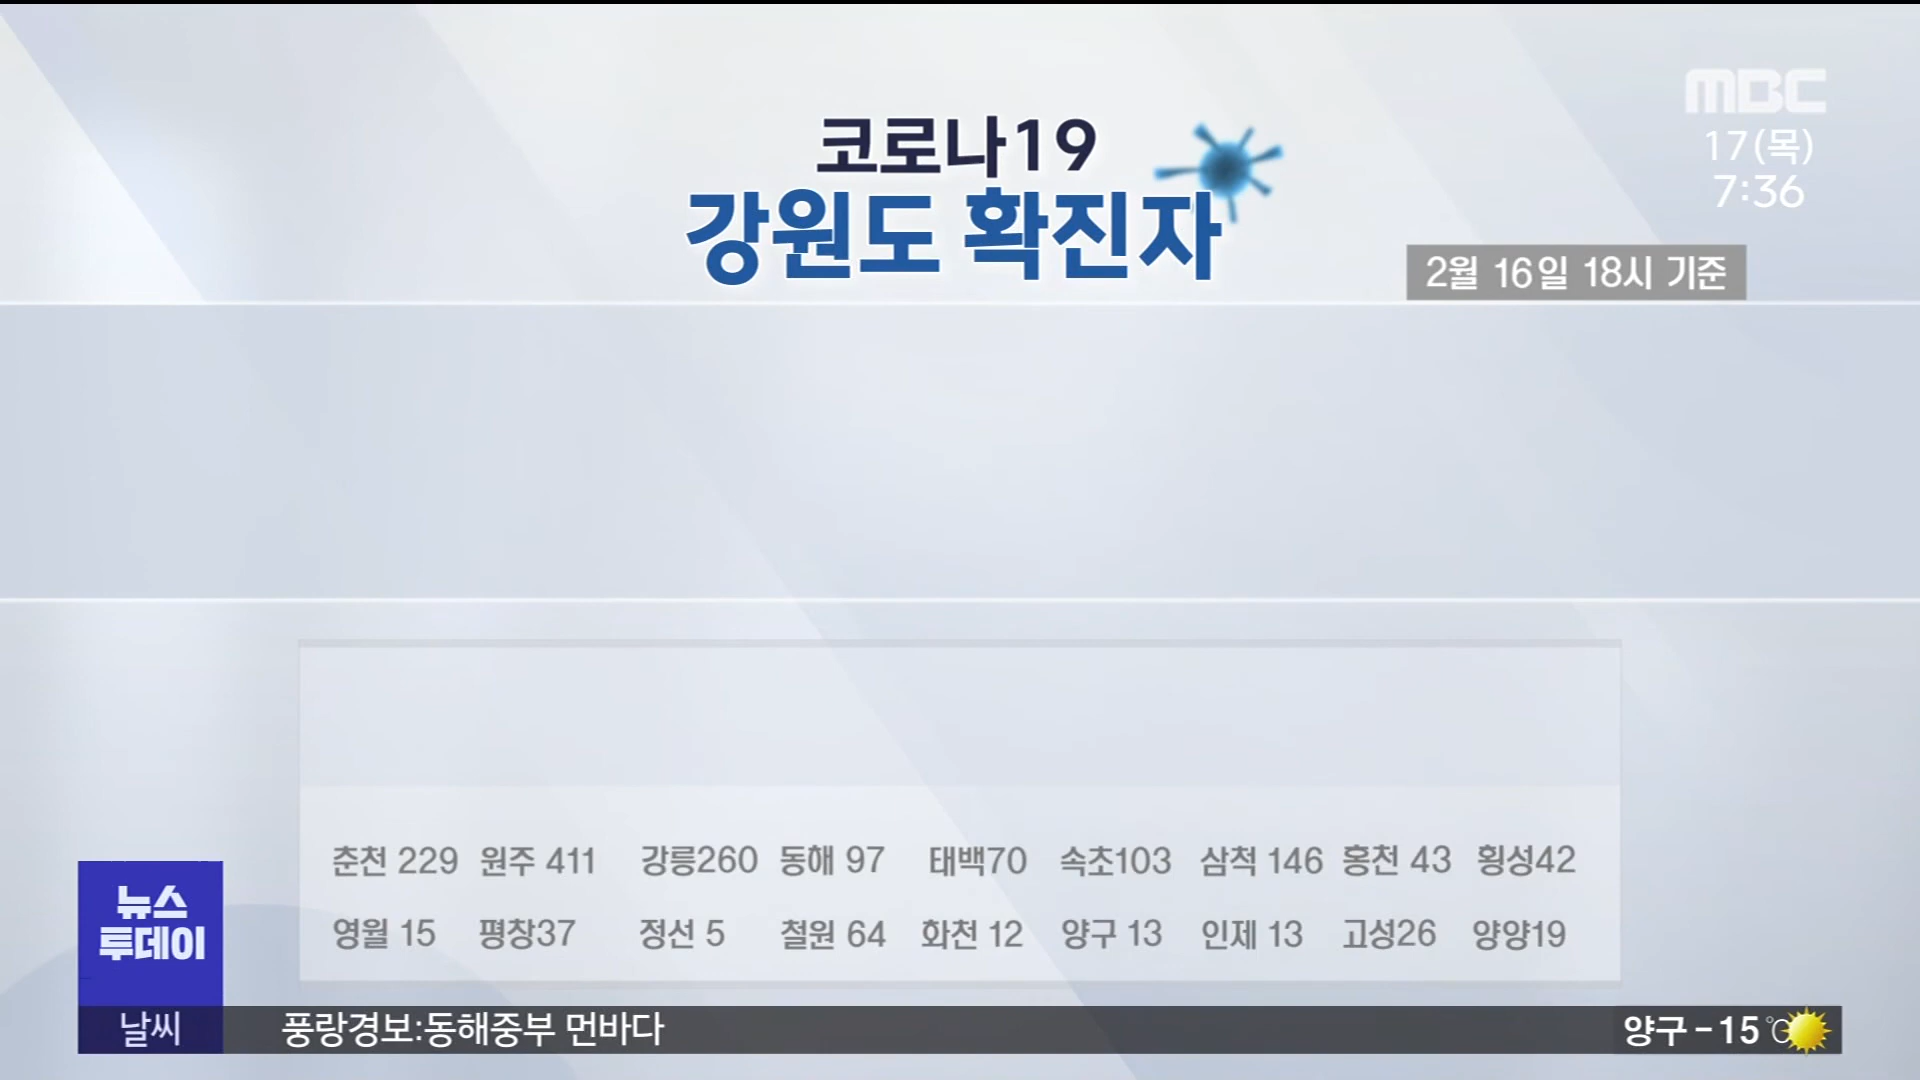 MBC
17(목)
7:36
코로나19
강원도 확진자
2월 16일 18시 기준
춘천 229 원주 411 강릉260 동해 97 태백70 속초103 삼척 146 홍천 43 횡성42
영월 15 평창37 정선 5 철원 64 화천 12 양구 13 인제 13 고성26 양양19
뉴스
투데이
날씨 풍랑경보:동해중부 먼바다 양구 -15℃